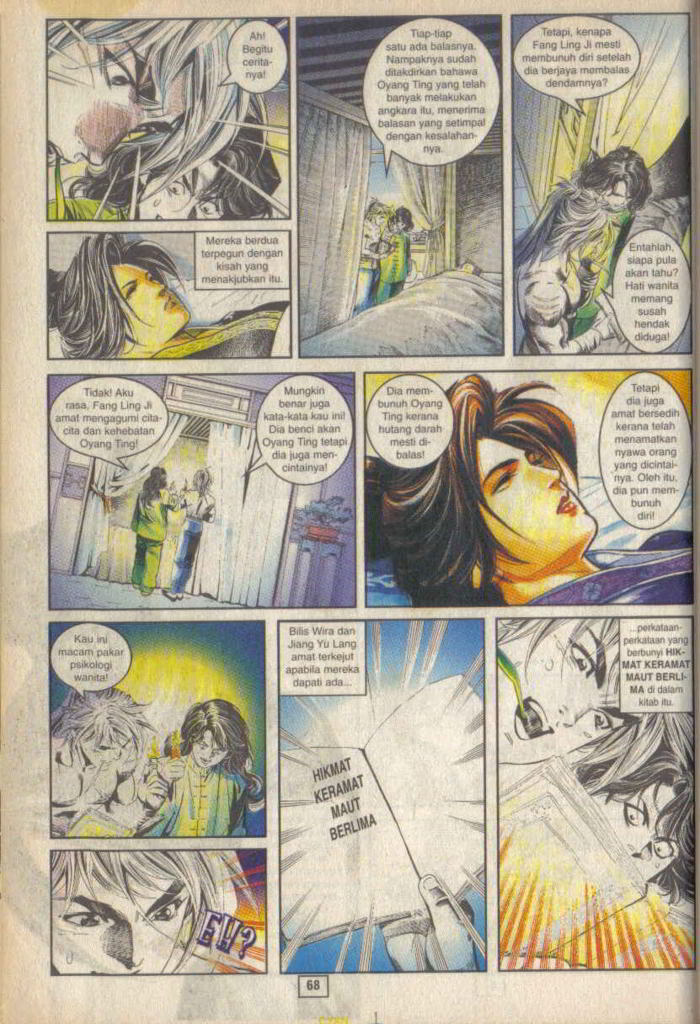 Ah!
Begitu
cerita-
nya!
Tiap-tiap
satu ada balasnya.
Nampaknya sudah
ditakdirkan bahawa
Oyang Ting yang telah
banyak melakukan
angkara itu, menerima
balasan yang setimpal
dengan kesalahan-
nya.
Tetapi, kenapa
Fang Ling Ji mesti
membunuh diri setelah
dia berjaya membalas
dendamnya?
Entahlah,
siapa pula
akan tahu?
Hati wanita
memang
susah
hendak
diduga!
Mereka berdua
terpegun dengan
kisah yang
menakjubkan itu.
Tidak! Aku
rasa, Fang Ling Ji
amat mengagumi cita-
cita dan kehebatan
Oyang Ting!
Mungkin
benar juga
kata-kata kau ini!
Dia benci akan
Oyang Ting tetapi
dia juga men-
cintainya!
Dia mem-
bunuh Oyang
Ting kerana
hutang darah
mesti di-
balas!
Tetapi
dia juga
amat bersedih
kerana telah
menamatkan
nyawa orang
yang dicintai-
nya. Oleh itu,
dia pun mem-
bunuh
diri!
Kau ini
macam pakar
psikologi
wanita!
EH?
Bilis Wira dan
Jiang Yu Lang
amat terkejut
apabila mereka
dapati ada...
HIKMAT
KERAMAT
MAUT
BERLIMA
...perkataan-
perkataan yang
berbunyi HIK-
MAT KERAMAT
MAUT BERLI-
MA di dalam
kitab itu.
68